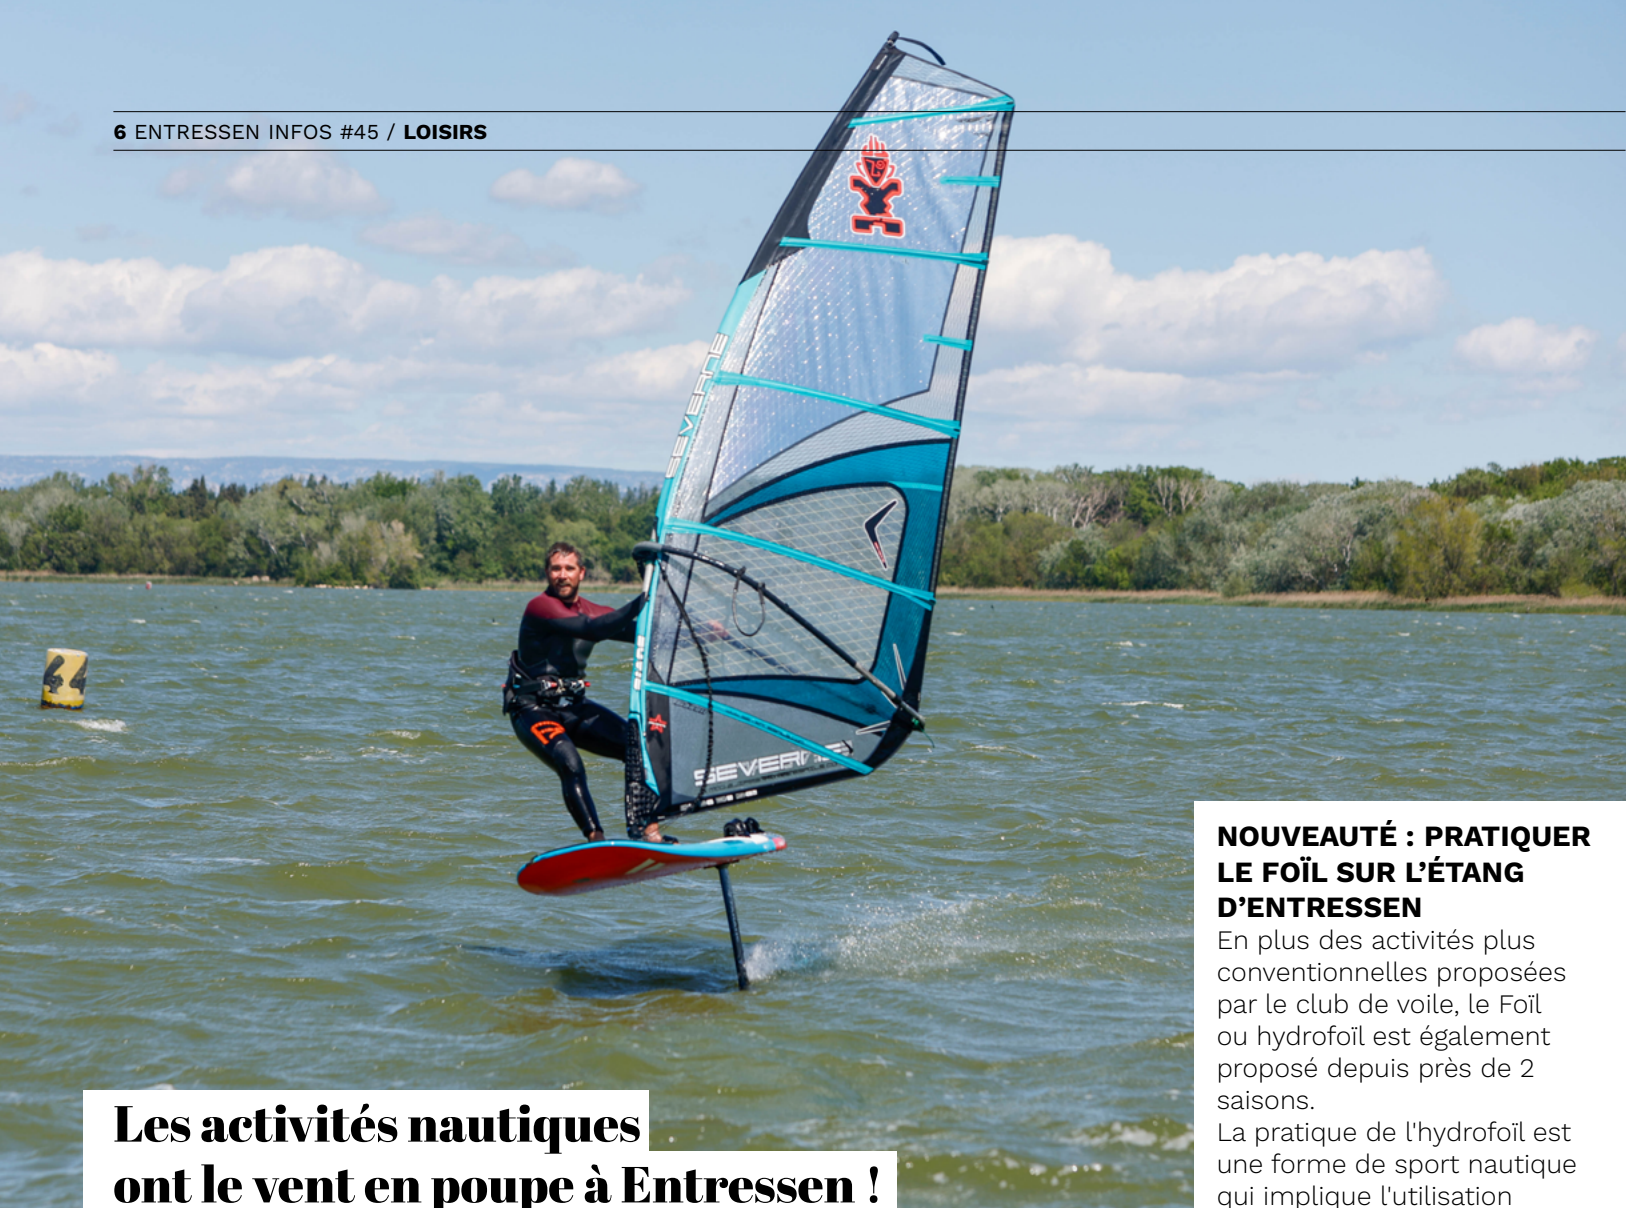 6 ENTRESSEN INFOS #45 / LOISIRS
SEVERNE
BLADE
44
SEVERNE
NOUVEAUTÉ : PRATIQUER
LE FOÏL SUR L’ÉTANG
D’ENTRESSEN
En plus des activités plus
conventionnelles proposées
par le club de voile, le Foïl
ou hydrofoïl est également
proposé depuis près de 2
saisons.
La pratique de l'hydrofoïl est
une forme de sport nautique
qui implique l'utilisation
Les activités nautiques
ont le vent en poupe à Entressen !